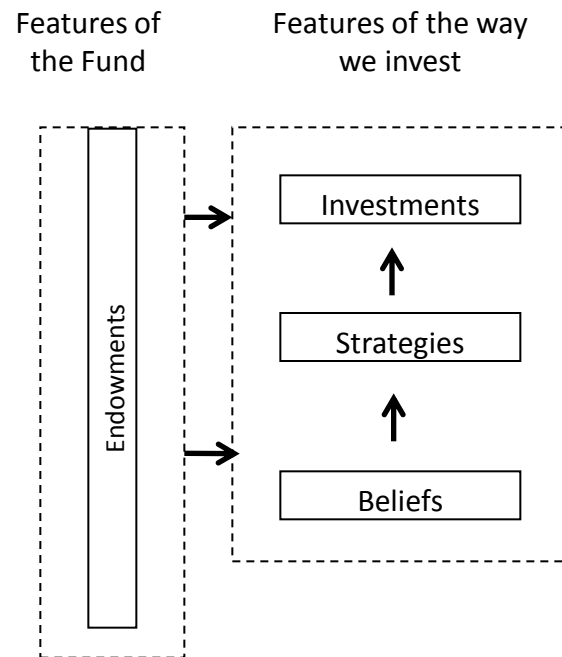 Features of
the Fund
Features of the way
we invest
Endowments
Investments
Strategies
Beliefs